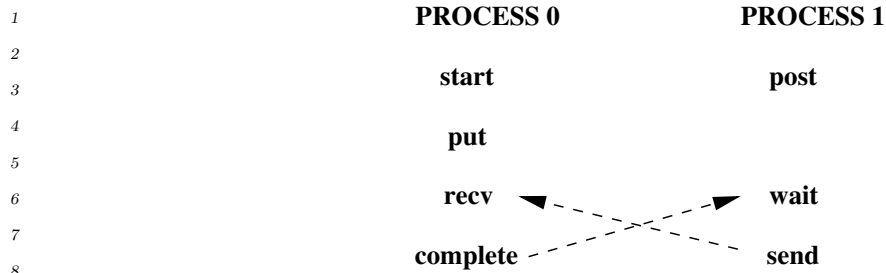 1 PROCESS 0 PROCESS 1
2
3 start post
4 put
5
6 recv wait
7
8 complete send